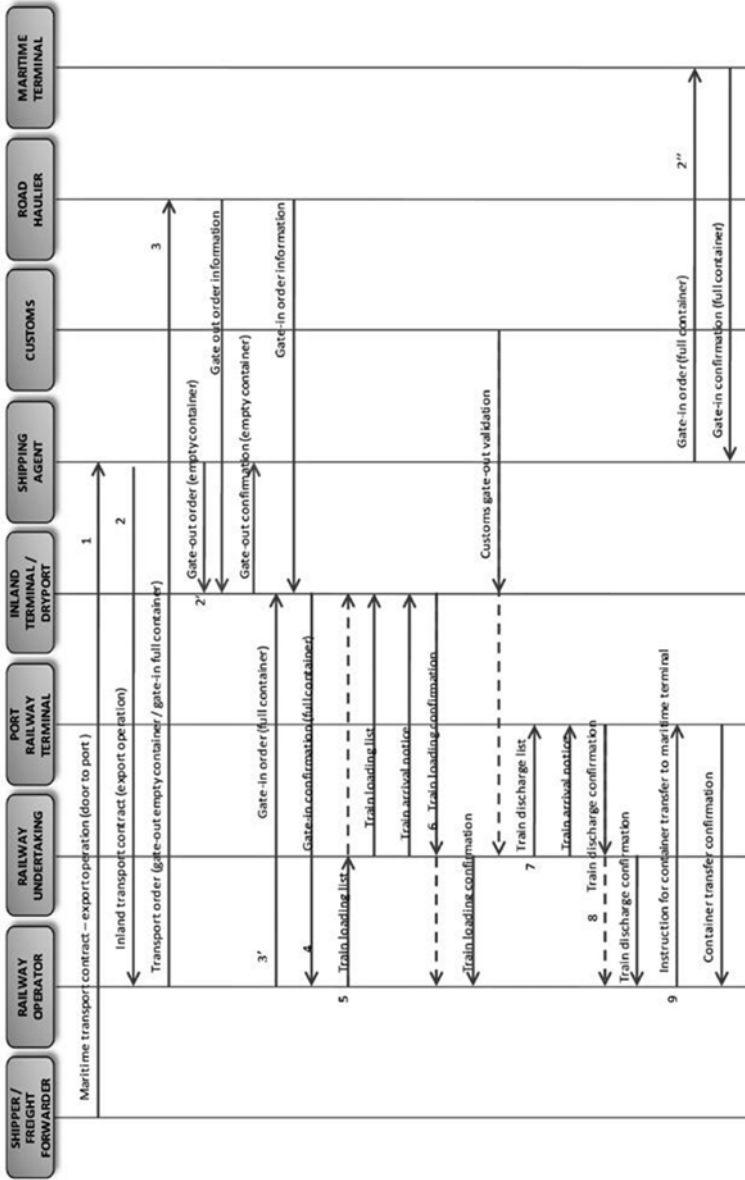 SHIPPER /
FREIGHT
FORWARDER
RAILWAY
OPERATOR
RAILWAY
UNDERTAKING
PORT
RAILWAY
TERMINAL
INLAND
TERMINAL /
DRYPORT
SHIPPING
AGENT
CUSTOMS
ROAD
HAULIER
MARITIME
TERMINAL
Maritime transport contract – export operation (door to port )
1
Inland transport contract (export operation)
2
Transport order (gate-out empty container / gate-in full container)
3
2'
Gate-out order (empty container)
Gate out order information
Gate-out confirmation (empty container)
3'
Gate-in order (full container)
Gate-in order information
4
Gate-in confirmation (full container)
5
Train loading list
Train loading list
Train arrival notice
6
Train loading confirmation
Train loading confirmation
Customs gate-out validation
7
Train discharge list
Train arrival notice
8
Train discharge confirmation
Train discharge confirmation
9
Instruction for container transfer to maritime terminal
Gate-in order (full container)
2''
Container transfer confirmation
Gate-in confirmation (full container)